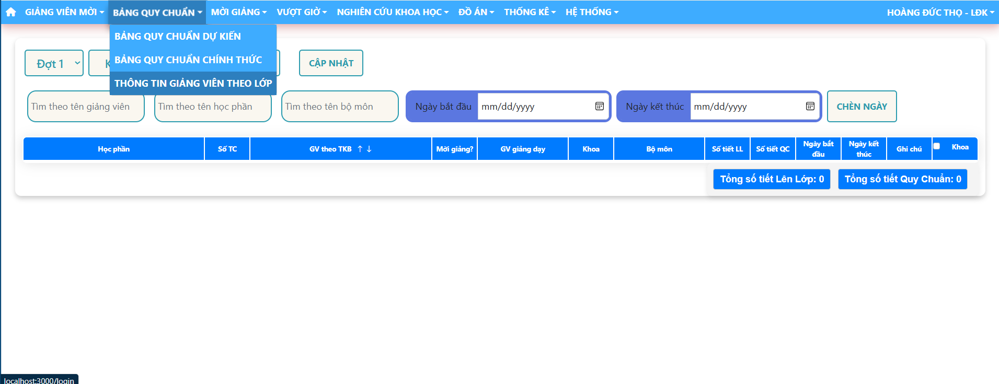 GIẢNG VIÊN MỜI BẢNG QUY CHUẨN MỜI GIẢNG VƯỢT GIỜ NGHIÊN CỨU KHOA HỌC ĐỒ ÁN THỐNG KÊ HỆ THỐNG HOÀNG ĐỨC THỌ - LĐK
BẢNG QUY CHUẨN DỰ KIẾN
BẢNG QUY CHUẨN CHÍNH THỨC
THÔNG TIN GIẢNG VIÊN THEO LỚP
Đợt 1 CẬP NHẬT
Tìm theo tên giảng viên Tìm theo tên học phần Tìm theo tên bộ môn Ngày bắt đầu mm/dd/yyyy Ngày kết thúc mm/dd/yyyy CHÈN NGÀY
Học phần Số TC GV theo TKB ↑ ↓ Mời giảng? GV giảng dạy Khoa Bộ môn Số tiết LL Số tiết QC Ngày bắt đầu Ngày kết thúc Ghi chú Khoa
Tổng số tiết Lên Lớp: 0 Tổng số tiết Quy Chuẩn: 0
localhost:3000/login